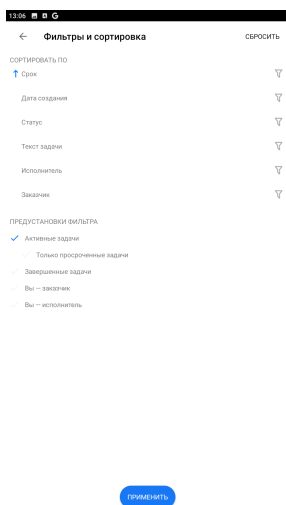 13:06
Фильтры и сортировка
СБРОСИТЬ
СОРТИРОВАТЬ ПО
Срок
Дата создания
Статус
Текст задачи
Исполнитель
Заказчик
ПРЕДУСТАНОВКИ ФИЛЬТРА
Активные задачи
Только просроченные задачи
Завершенные задачи
Вы — заказчик
Вы — исполнитель
ПРИМЕНИТЬ